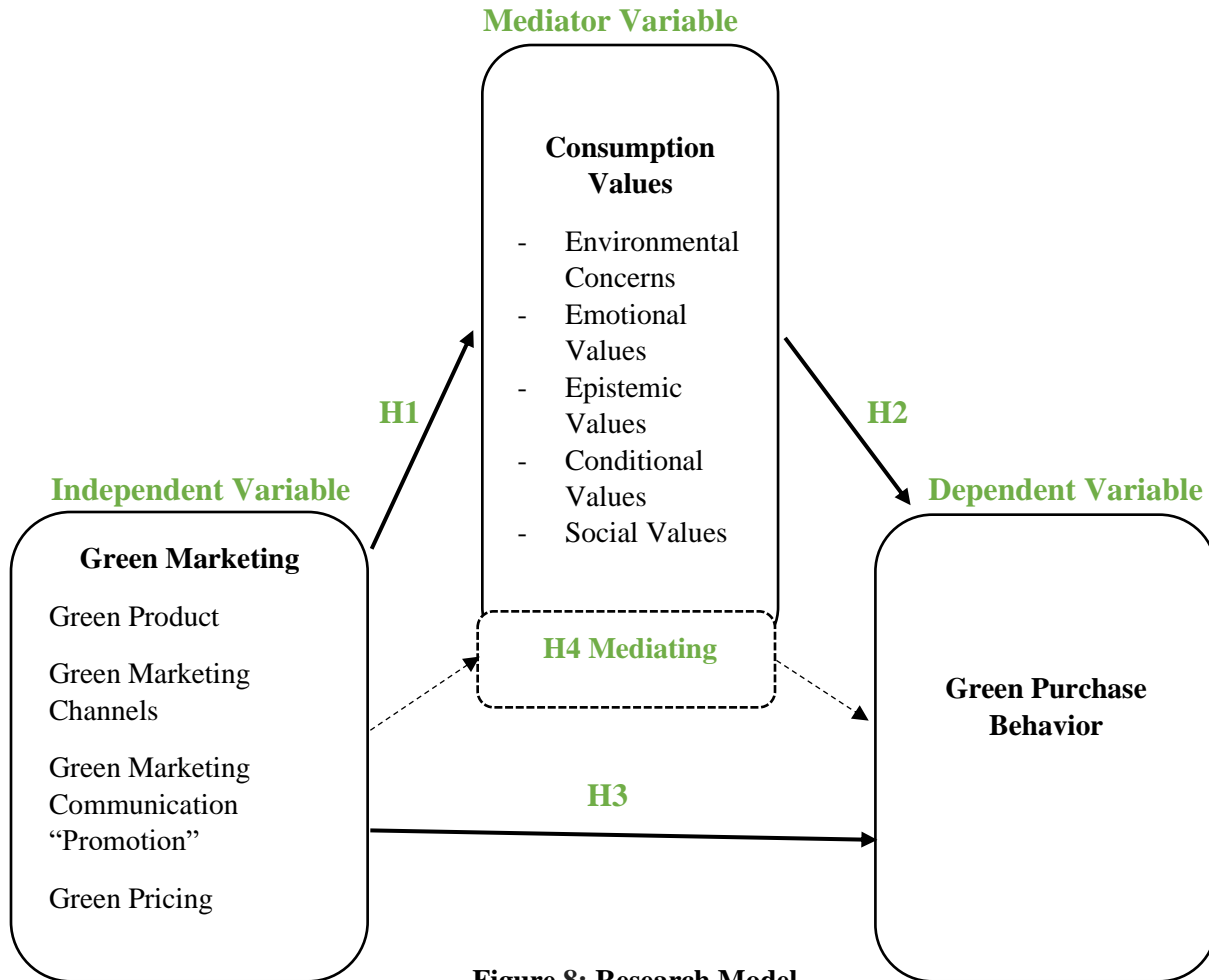 Mediator Variable
Consumption
Values
- Environmental
Concerns
- Emotional
Values
- Epistemic
Values
- Conditional
Values
- Social Values
H1
H2
Independent Variable
Dependent Variable
Green Marketing
Green Product
Green Marketing
Channels
Green Marketing
Communication
“Promotion”
Green Pricing
H4 Mediating
Green Purchase
Behavior
H3
Figure 8: Research Model